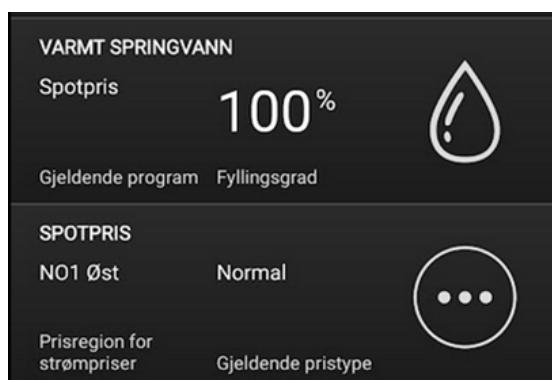 VARMT SPRINGVANN
Spotpris
100%
Gjeldende program Fyllingsgrad
SPOTPRIS
NO1 Øst Normal
Prisregion for
strømpriser Gjeldende pristype